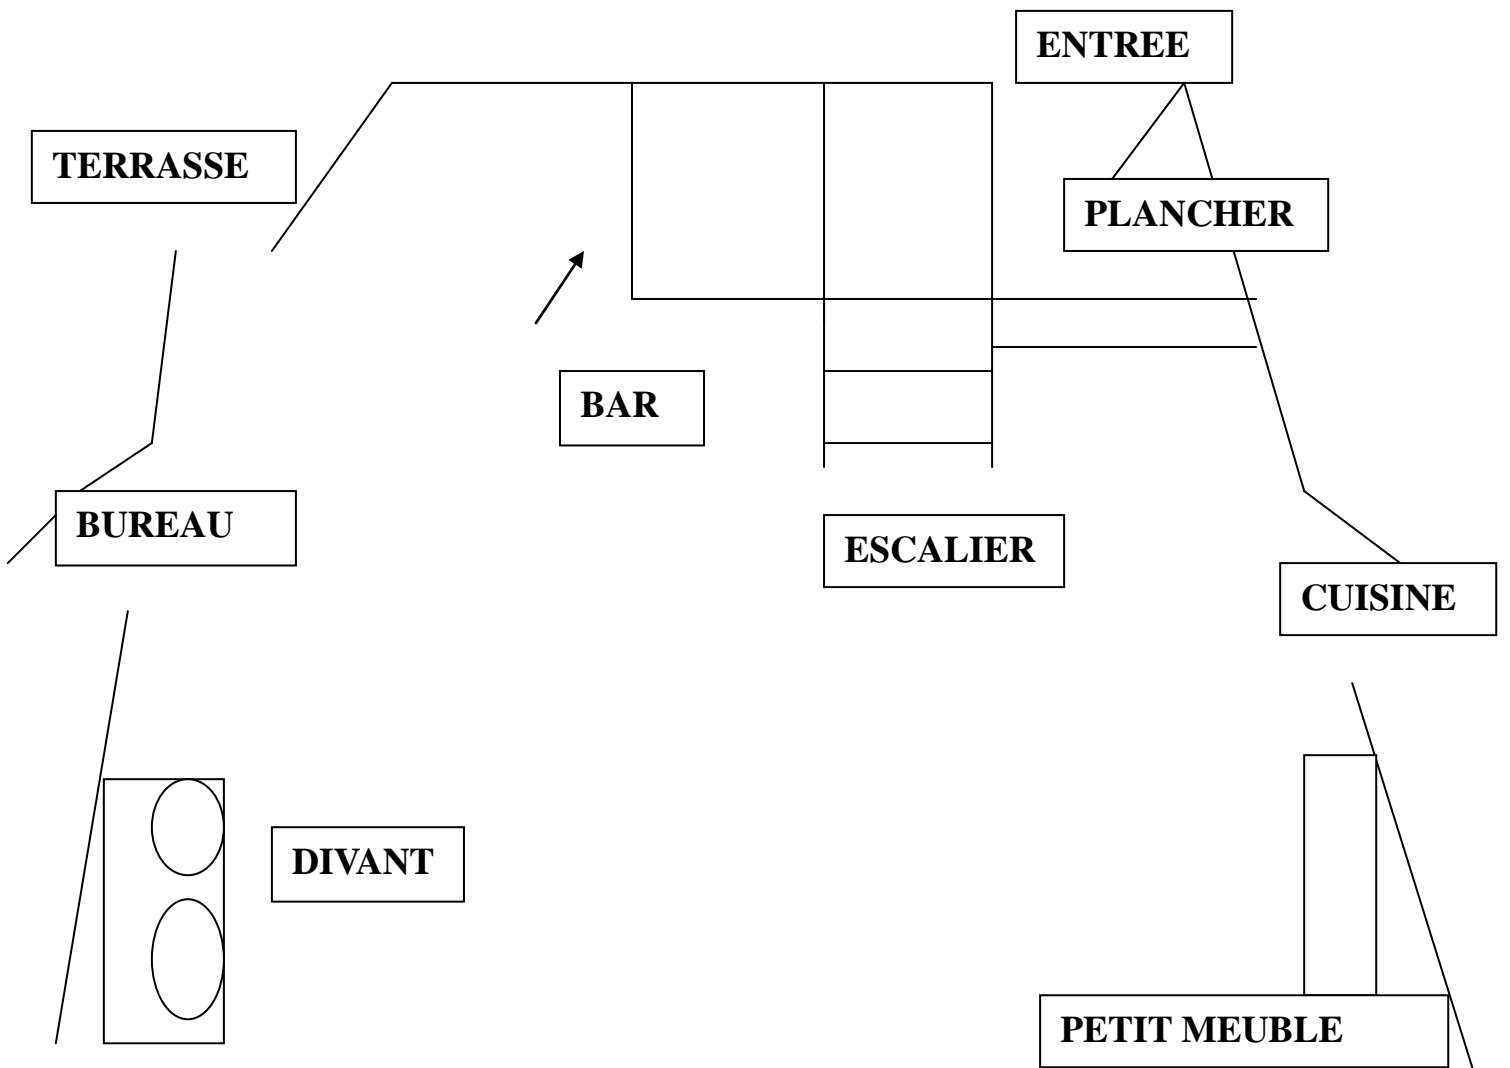 ENTREE
TERRASSE
PLANCHER
BAR
BUREAU
ESCALIER
CUISINE
DIVANT
PETIT MEUBLE